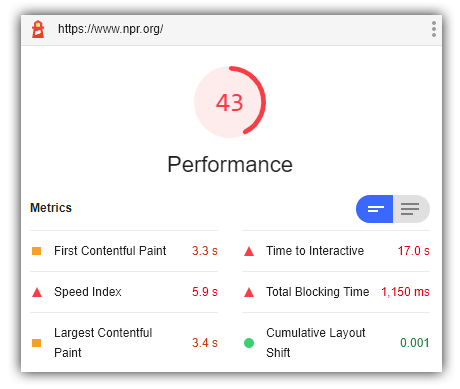 https://www.npr.org/
43
Performance
Metrics
First Contentful Paint 3.3 s
Time to Interactive 17.0 s
Speed Index 5.9 s
Total Blocking Time 1,150 ms
Largest Contentful
Paint 3.4 s
Cumulative Layout
Shift 0.001